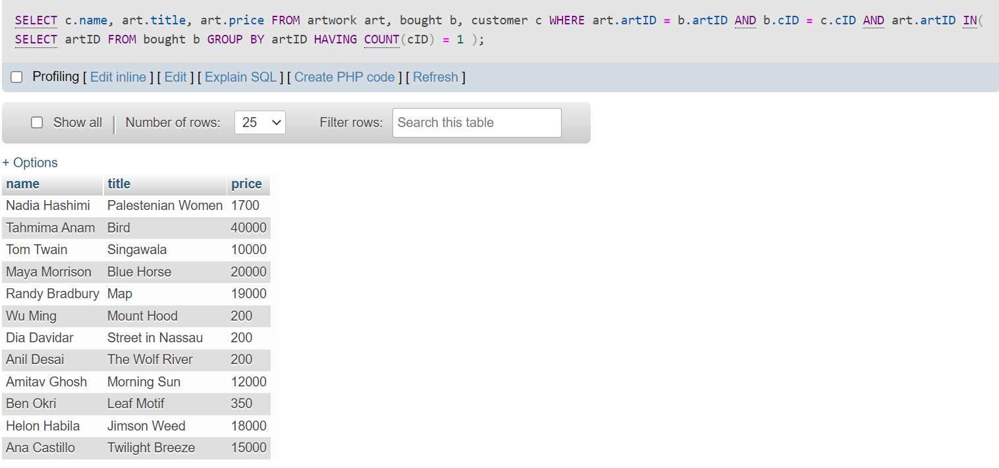 SELECT c.name, art.title, art.price FROM artwork art, bought b, customer c WHERE art.artID = b.artID AND b.cID = c.cID AND art.artID IN(
SELECT artID FROM bought b GROUP BY artID HAVING COUNT(cID) = 1 );
Profiling [ Edit inline ] [ Edit ] [ Explain SQL ] [ Create PHP code ] [ Refresh ]
Show all Number of rows: 25 Filter rows: Search this table
+ Options
name title price
Nadia Hashimi Palestenian Women 1700
Tahmima Anam Bird 40000
Tom Twain Singawala 10000
Maya Morrison Blue Horse 20000
Randy Bradbury Map 19000
Wu Ming Mount Hood 200
Dia Davidar Street in Nassau 200
Anil Desai The Wolf River 200
Amitav Ghosh Morning Sun 12000
Ben Okri Leaf Motif 350
Helon Habila Jimson Weed 18000
Ana Castillo Twilight Breeze 15000